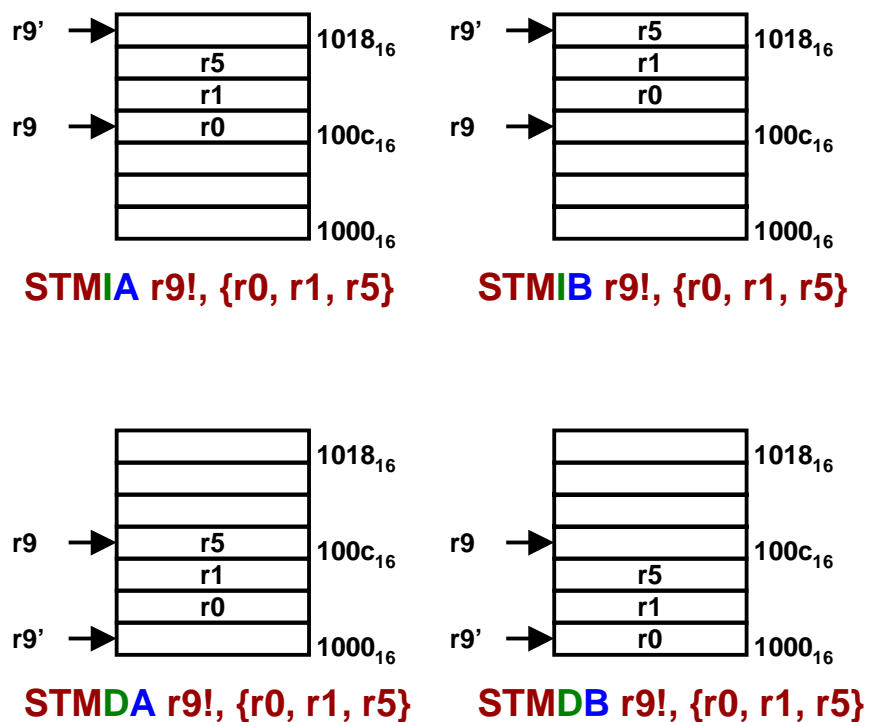 r9’ 1018₁₆ r9’ r5 1018₁₆
r5 r1
r1 r0
r9 r0 100c₁₆ r9 100c₁₆
1000₁₆ 1000₁₆
STMIA r9!, {r0, r1, r5} STMIB r9!, {r0, r1, r5}
1018₁₆ 1018₁₆
r9 r5 100c₁₆ r9 100c₁₆
r1 r5
r0 r1
r9’ 1000₁₆ r9’ r0 1000₁₆
STMDA r9!, {r0, r1, r5} STMDB r9!, {r0, r1, r5}